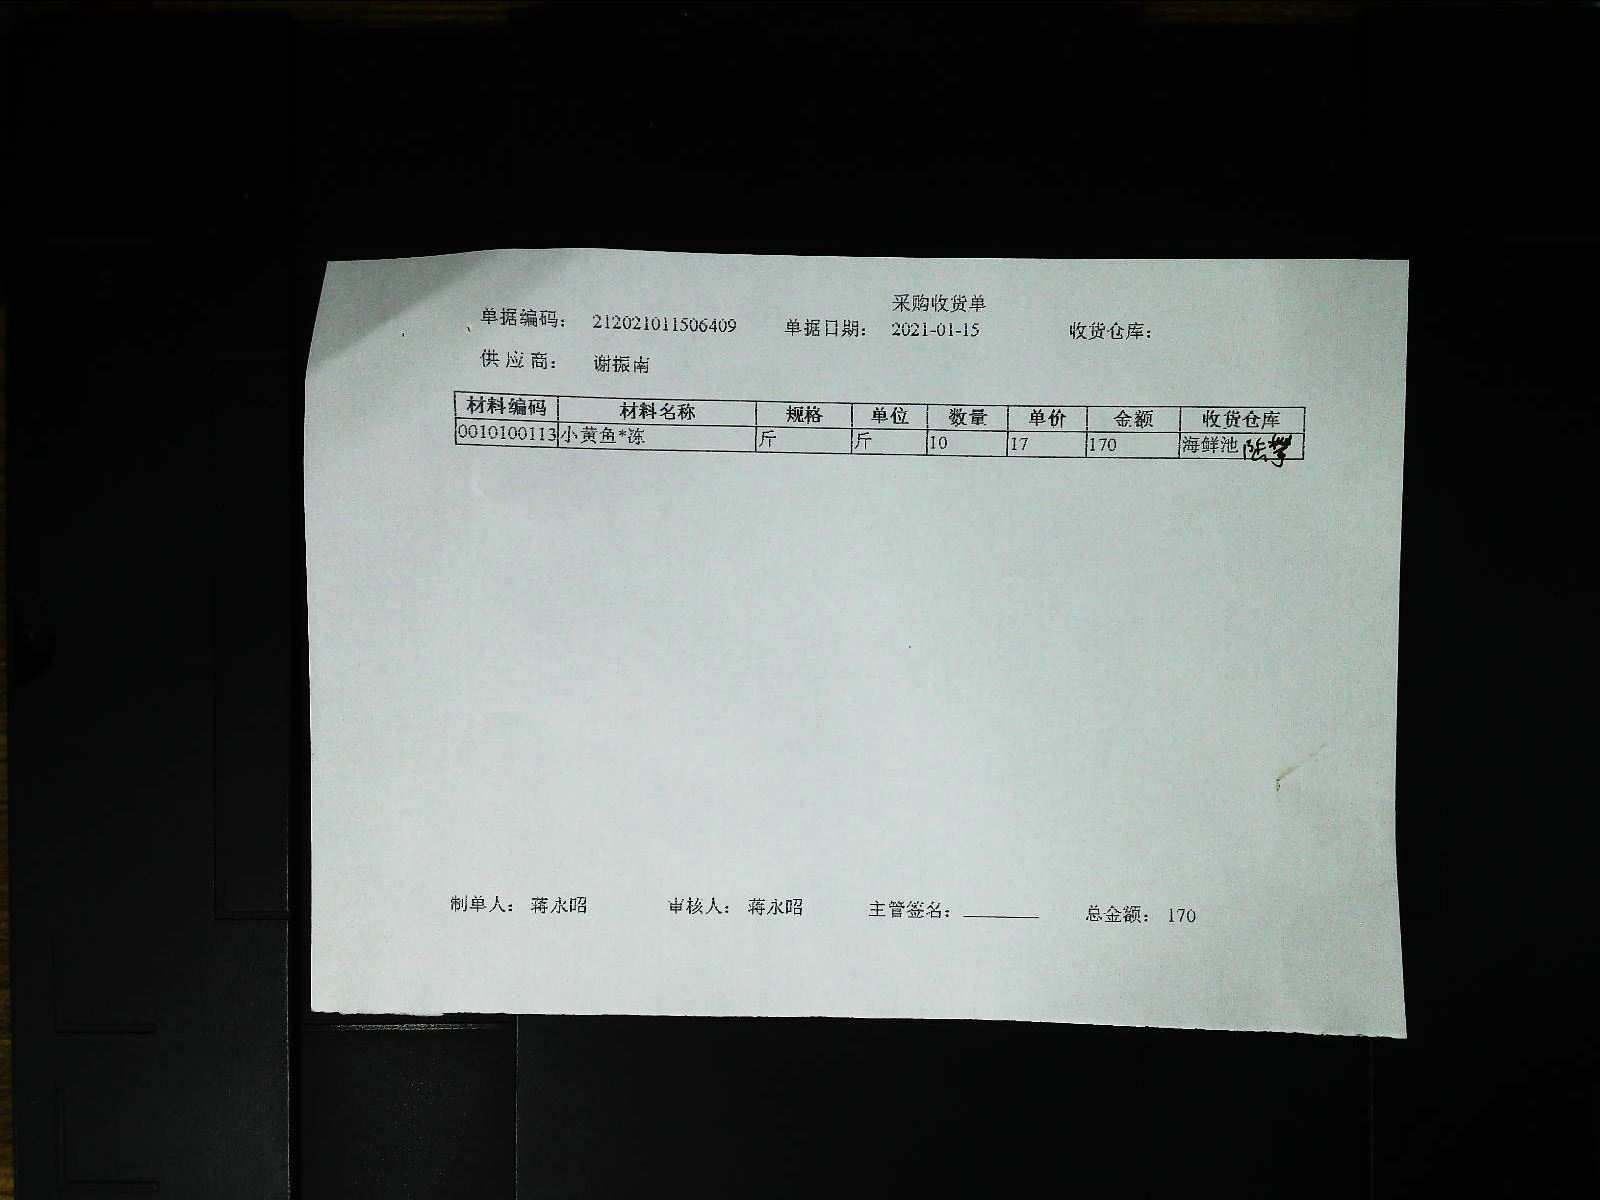 采购收货单
单据编码： 212021011506409 单据日期： 2021-01-15 收货仓库：
供应商： 谢振南
材料编码 材料名称 规格 单位 数量 单价 金额 收货仓库
0010100113 小黄鱼*冻 斤 斤 10 17 170 海鲜池
制单人： 蒋永昭 审核人： 蒋永昭 主管签名： 总金额： 170